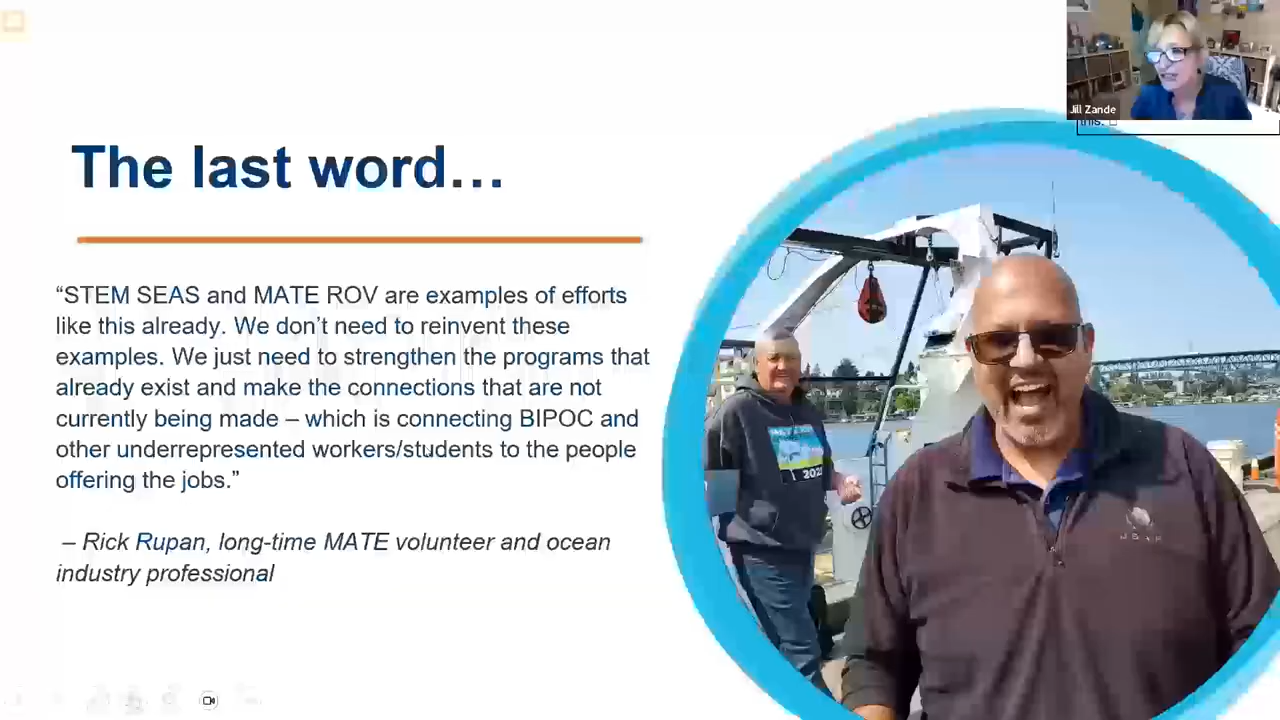 Jill Zande
this.
The last word…
“STEM SEAS and MATE ROV are examples of efforts
like this already. We don’t need to reinvent these
examples. We just need to strengthen the programs that
already exist and make the connections that are not
currently being made – which is connecting BIPOC and
other underrepresented workers/students to the people
offering the jobs.”
– Rick Rupan, long-time MATE volunteer and ocean
industry professional